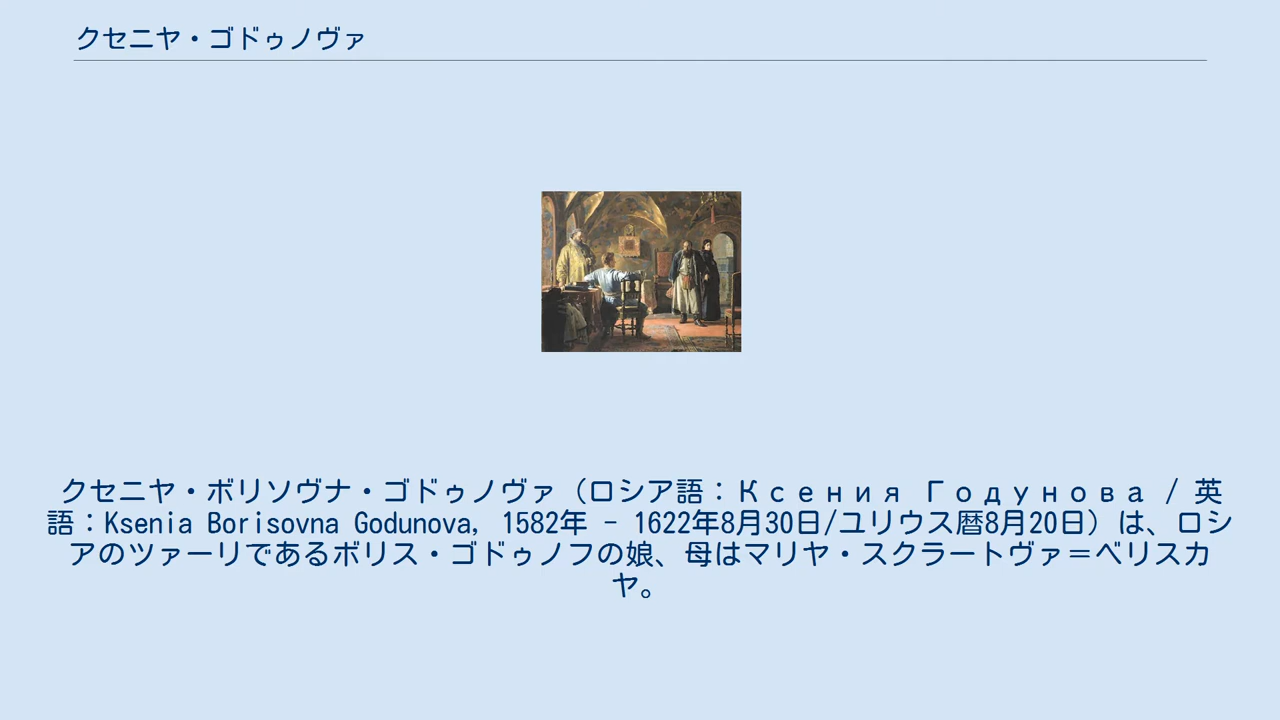 クセニヤ・ゴドゥノヴァ
クセニヤ・ボリソヴナ・ゴドゥノヴァ（ロシア語：Ксения Годунова / 英
語：Ksenia Borisovna Godunova, 1582年 - 1622年8月30日/ユリウス暦8月20日）は、ロシ
アのツァーリであるボリス・ゴドゥノフの娘、母はマリヤ・スクラートヴァ＝ベリスカ
ヤ。